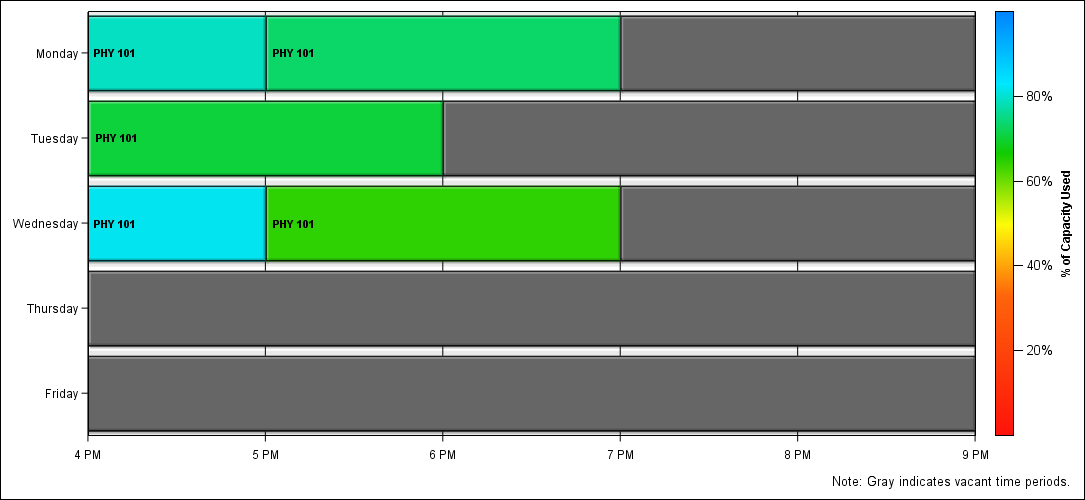 Monday
PHY 101
PHY 101
Tuesday
PHY 101
Wednesday
PHY 101
PHY 101
Thursday
Friday
4 PM
5 PM
6 PM
7 PM
8 PM
9 PM
80%
60%
40%
20%
% of Capacity Used
Note: Gray indicates vacant time periods.